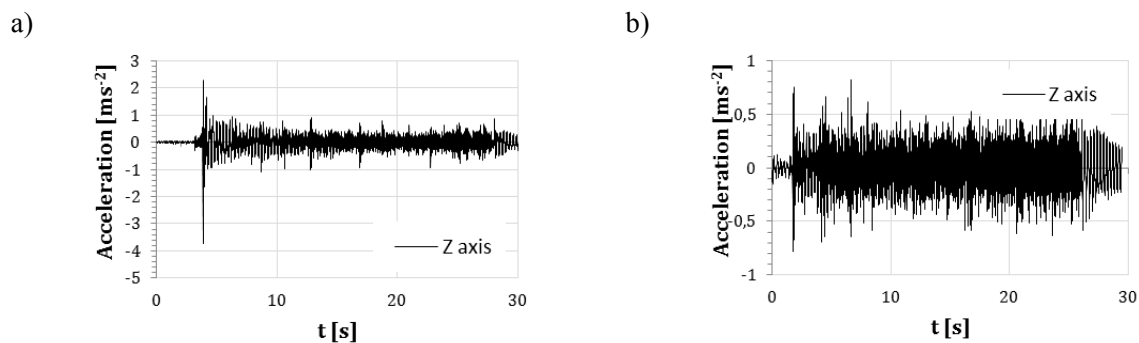 a)
3
2
1
0
-1
-2
-3
-4
-5
Acceleration [ms-2]
Z axis
0 10 20 30
t [s]
b)
1
0,5
0
-0,5
-1
Acceleration [ms-2]
Z axis
0 10 20 30
t [s]